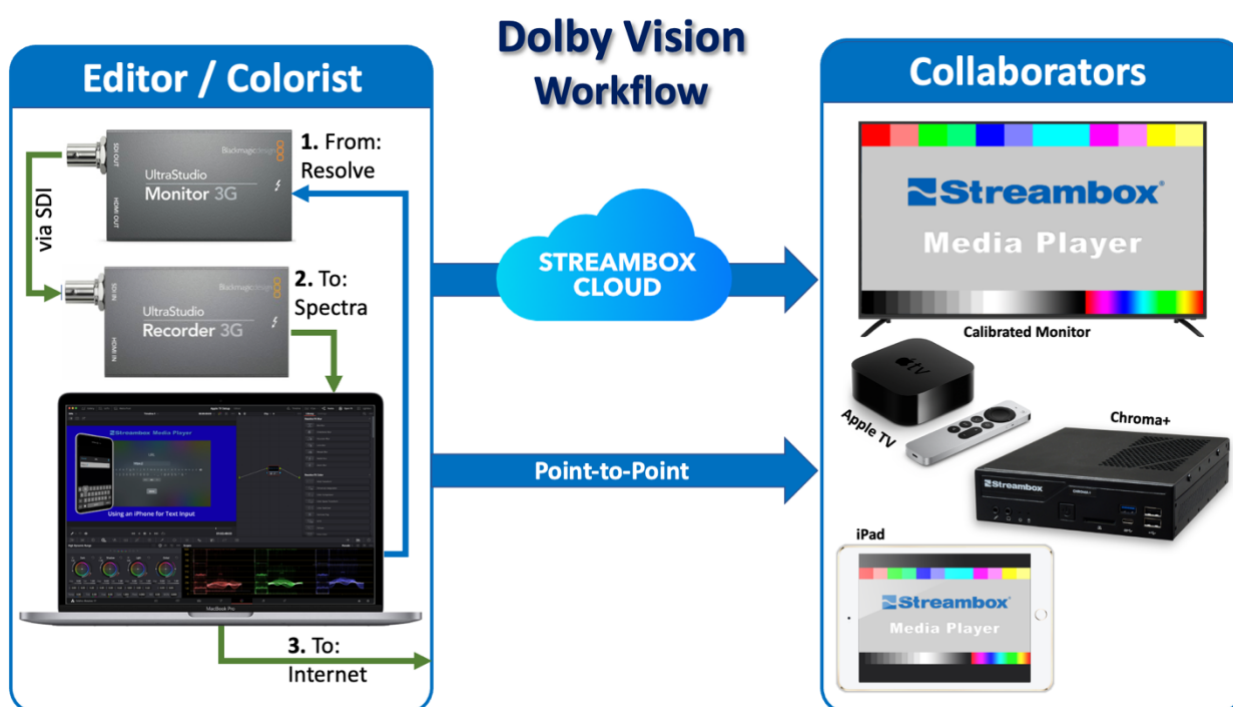 Dolby Vision
Workflow
Editor / Colorist
SDI OUT
HDMI OUT
Blackmagicdesign
UltraStudio
Monitor 3G
1. From:
Resolve
via SDI
SDI IN
HDMI IN
Blackmagicdesign
UltraStudio
Recorder 3G
2. To:
Spectra
Streambox Media Player
Using an iPhone for Text Input
MacBook Pro
3. To:
Internet
STREAMBOX
CLOUD
Point-to-Point
Collaborators
Streambox®
Media Player
Calibrated Monitor
tv
Apple TV
Chroma+
Streambox
iPad
Streambox
Media Player